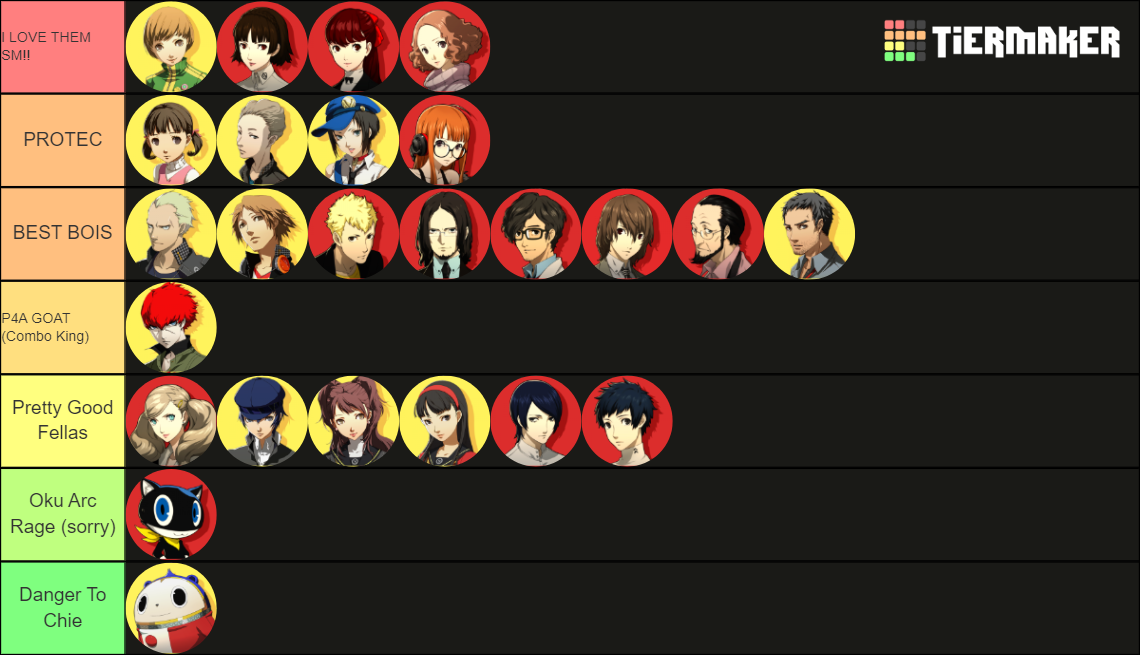 I LOVE THEM
SM!!
TiERMAKER
PROTEC
BEST BOIS
P4A GOAT
(Combo King)
Pretty Good
Fellas
Oku Arc
Rage (sorry)
Danger To
Chie